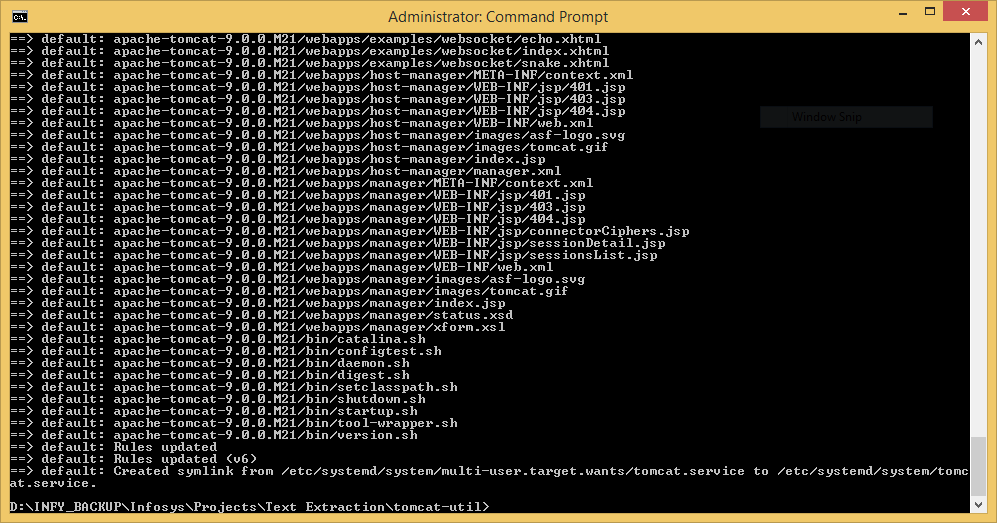 Administrator: Command Prompt
==> default: apache-tomcat-9.0.0.M21/webapps/examples/websocket/echo.xhtml
==> default: apache-tomcat-9.0.0.M21/webapps/examples/websocket/index.xhtml
==> default: apache-tomcat-9.0.0.M21/webapps/examples/websocket/snake.xhtml
==> default: apache-tomcat-9.0.0.M21/webapps/host-manager/META-INF/context.xml
==> default: apache-tomcat-9.0.0.M21/webapps/host-manager/WEB-INF/jsp/401.jsp
==> default: apache-tomcat-9.0.0.M21/webapps/host-manager/WEB-INF/jsp/403.jsp
==> default: apache-tomcat-9.0.0.M21/webapps/host-manager/WEB-INF/jsp/404.jsp
Window Snip
==> default: apache-tomcat-9.0.0.M21/webapps/host-manager/WEB-INF/web.xml
==> default: apache-tomcat-9.0.0.M21/webapps/host-manager/images/asf-logo.svg
==> default: apache-tomcat-9.0.0.M21/webapps/host-manager/images/tomcat.gif
==> default: apache-tomcat-9.0.0.M21/webapps/host-manager/index.jsp
==> default: apache-tomcat-9.0.0.M21/webapps/host-manager/manager.xml
==> default: apache-tomcat-9.0.0.M21/webapps/manager/META-INF/context.xml
==> default: apache-tomcat-9.0.0.M21/webapps/manager/WEB-INF/jsp/401.jsp
==> default: apache-tomcat-9.0.0.M21/webapps/manager/WEB-INF/jsp/403.jsp
==> default: apache-tomcat-9.0.0.M21/webapps/manager/WEB-INF/jsp/404.jsp
==> default: apache-tomcat-9.0.0.M21/webapps/manager/WEB-INF/jsp/connectorCiphers.jsp
==> default: apache-tomcat-9.0.0.M21/webapps/manager/WEB-INF/jsp/sessionDetail.jsp
==> default: apache-tomcat-9.0.0.M21/webapps/manager/WEB-INF/jsp/sessionsList.jsp
==> default: apache-tomcat-9.0.0.M21/webapps/manager/WEB-INF/web.xml
==> default: apache-tomcat-9.0.0.M21/webapps/manager/images/asf-logo.svg
==> default: apache-tomcat-9.0.0.M21/webapps/manager/images/tomcat.gif
==> default: apache-tomcat-9.0.0.M21/webapps/manager/index.jsp
==> default: apache-tomcat-9.0.0.M21/webapps/manager/status.xsd
==> default: apache-tomcat-9.0.0.M21/webapps/manager/xform.xsl
==> default: apache-tomcat-9.0.0.M21/bin/catalina.sh
==> default: apache-tomcat-9.0.0.M21/bin/configtest.sh
==> default: apache-tomcat-9.0.0.M21/bin/daemon.sh
==> default: apache-tomcat-9.0.0.M21/bin/digest.sh
==> default: apache-tomcat-9.0.0.M21/bin/setclasspath.sh
==> default: apache-tomcat-9.0.0.M21/bin/shutdown.sh
==> default: apache-tomcat-9.0.0.M21/bin/startup.sh
==> default: apache-tomcat-9.0.0.M21/bin/tool-wrapper.sh
==> default: apache-tomcat-9.0.0.M21/bin/version.sh
==> default: Rules updated
==> default: Rules updated (v6)
==> default: Created symlink from /etc/systemd/system/multi-user.target.wants/tomcat.service to /etc/systemd/system/tomc
at.service.
D:\INFY_BACKUP\Infosys\Projects\Text Extraction\tomcat-util>